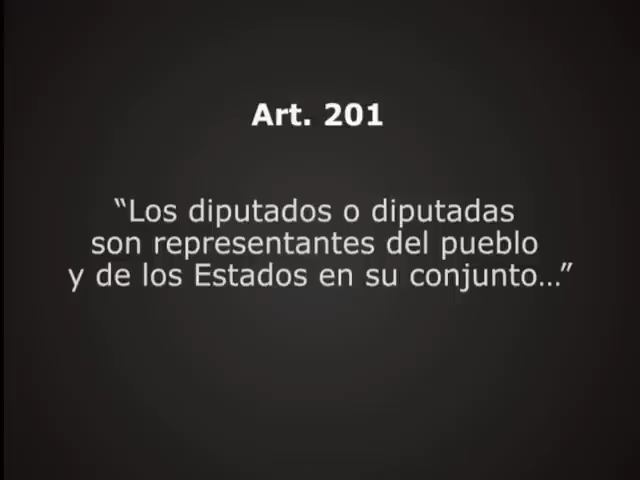 Art. 201
“Los diputados o diputadas
son representantes del pueblo
y de los Estados en su conjunto...”